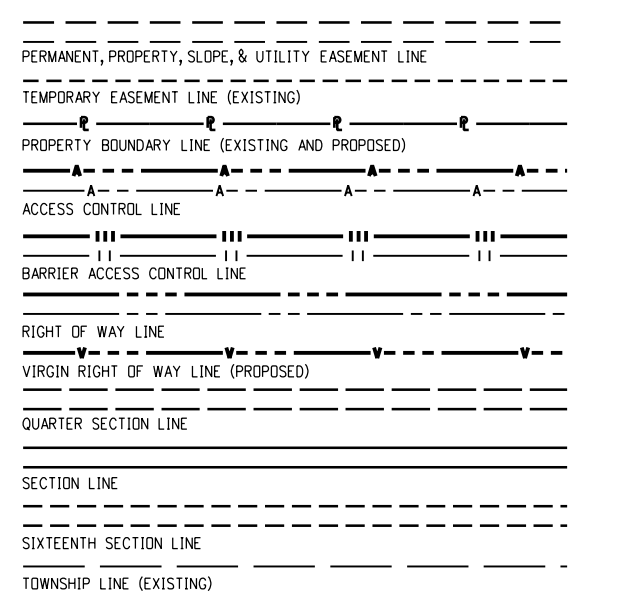 PERMANENT, PROPERTY, SLOPE, & UTILITY EASEMENT LINE
TEMPORARY EASEMENT LINE (EXISTING)
℄ ℄ ℄ ℄
PROPERTY BOUNDARY LINE (EXISTING AND PROPOSED)
A A A A
A A A A
ACCESS CONTROL LINE
BARRIER ACCESS CONTROL LINE
RIGHT OF WAY LINE
V V V V
VIRGIN RIGHT OF WAY LINE (PROPOSED)
QUARTER SECTION LINE
SECTION LINE
SIXTEENTH SECTION LINE
TOWNSHIP LINE (EXISTING)